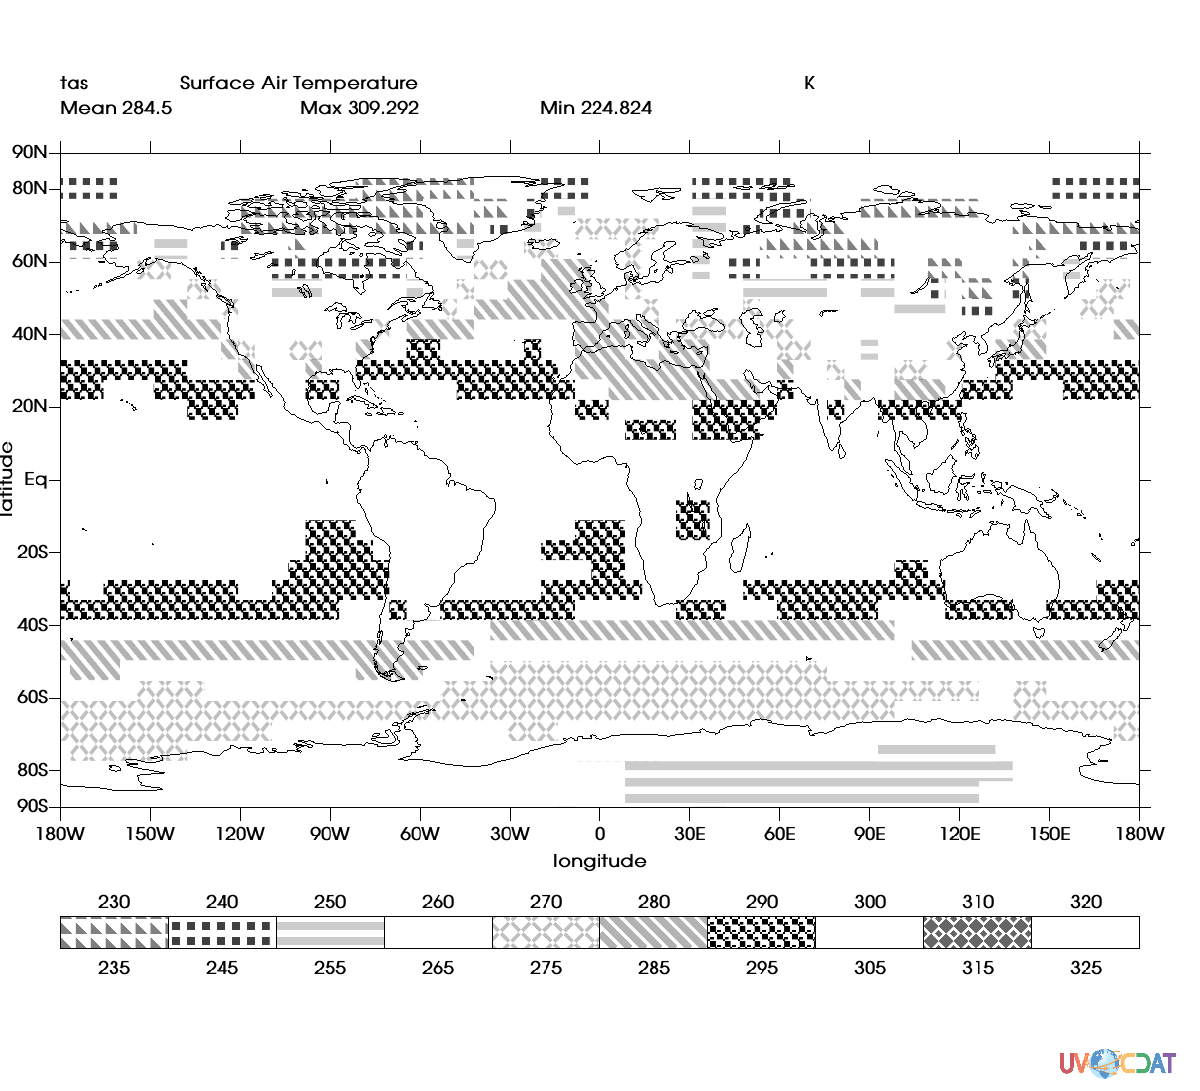 tas Surface Air Temperature K
Mean 284.5 Max 309.292 Min 224.824
90N
80N
60N
40N
20N
Eq
20S
40S
60S
80S
90S
latitude
180W 150W 120W 90W 60W 30W 0 30E 60E 90E 120E 150E 180W
longitude
230 240 250 260 270 280 290 300 310 320
235 245 255 265 275 285 295 305 315 325
UVCDAT